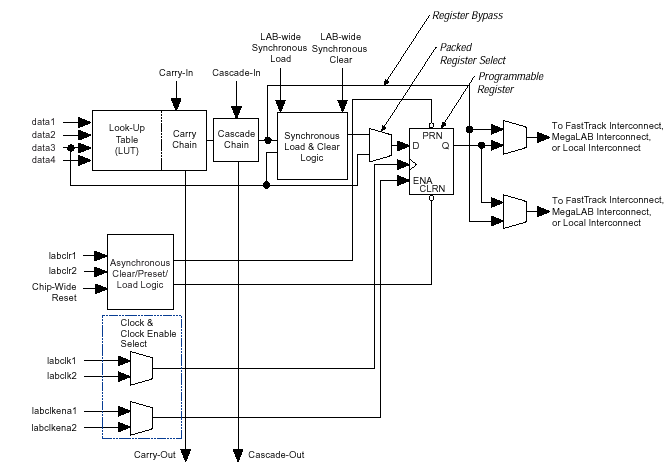 Register Bypass
LAB-wide
Synchronous
Load
LAB-wide
Synchronous
Clear
Packed
Register Select
Carry-In
Cascade-In
Programmable
Register
data1
data2
data3
data4
Look-Up
Table
(LUT)
Carry
Chain
Cascade
Chain
Synchronous
Load & Clear
Logic
PRN
D
Q
ENA
CLRN
To FastTrack Interconnect,
MegaLAB Interconnect,
or Local Interconnect
To FastTrack Interconnect,
MegaLAB Interconnect,
or Local Interconnect
labclr1
labclr2
Chip-Wide
Reset
Asynchronous
Clear/Preset/
Load Logic
Clock &
Clock Enable
Select
labclk1
labclk2
labclkena1
labclkena2
Carry-Out
Cascade-Out